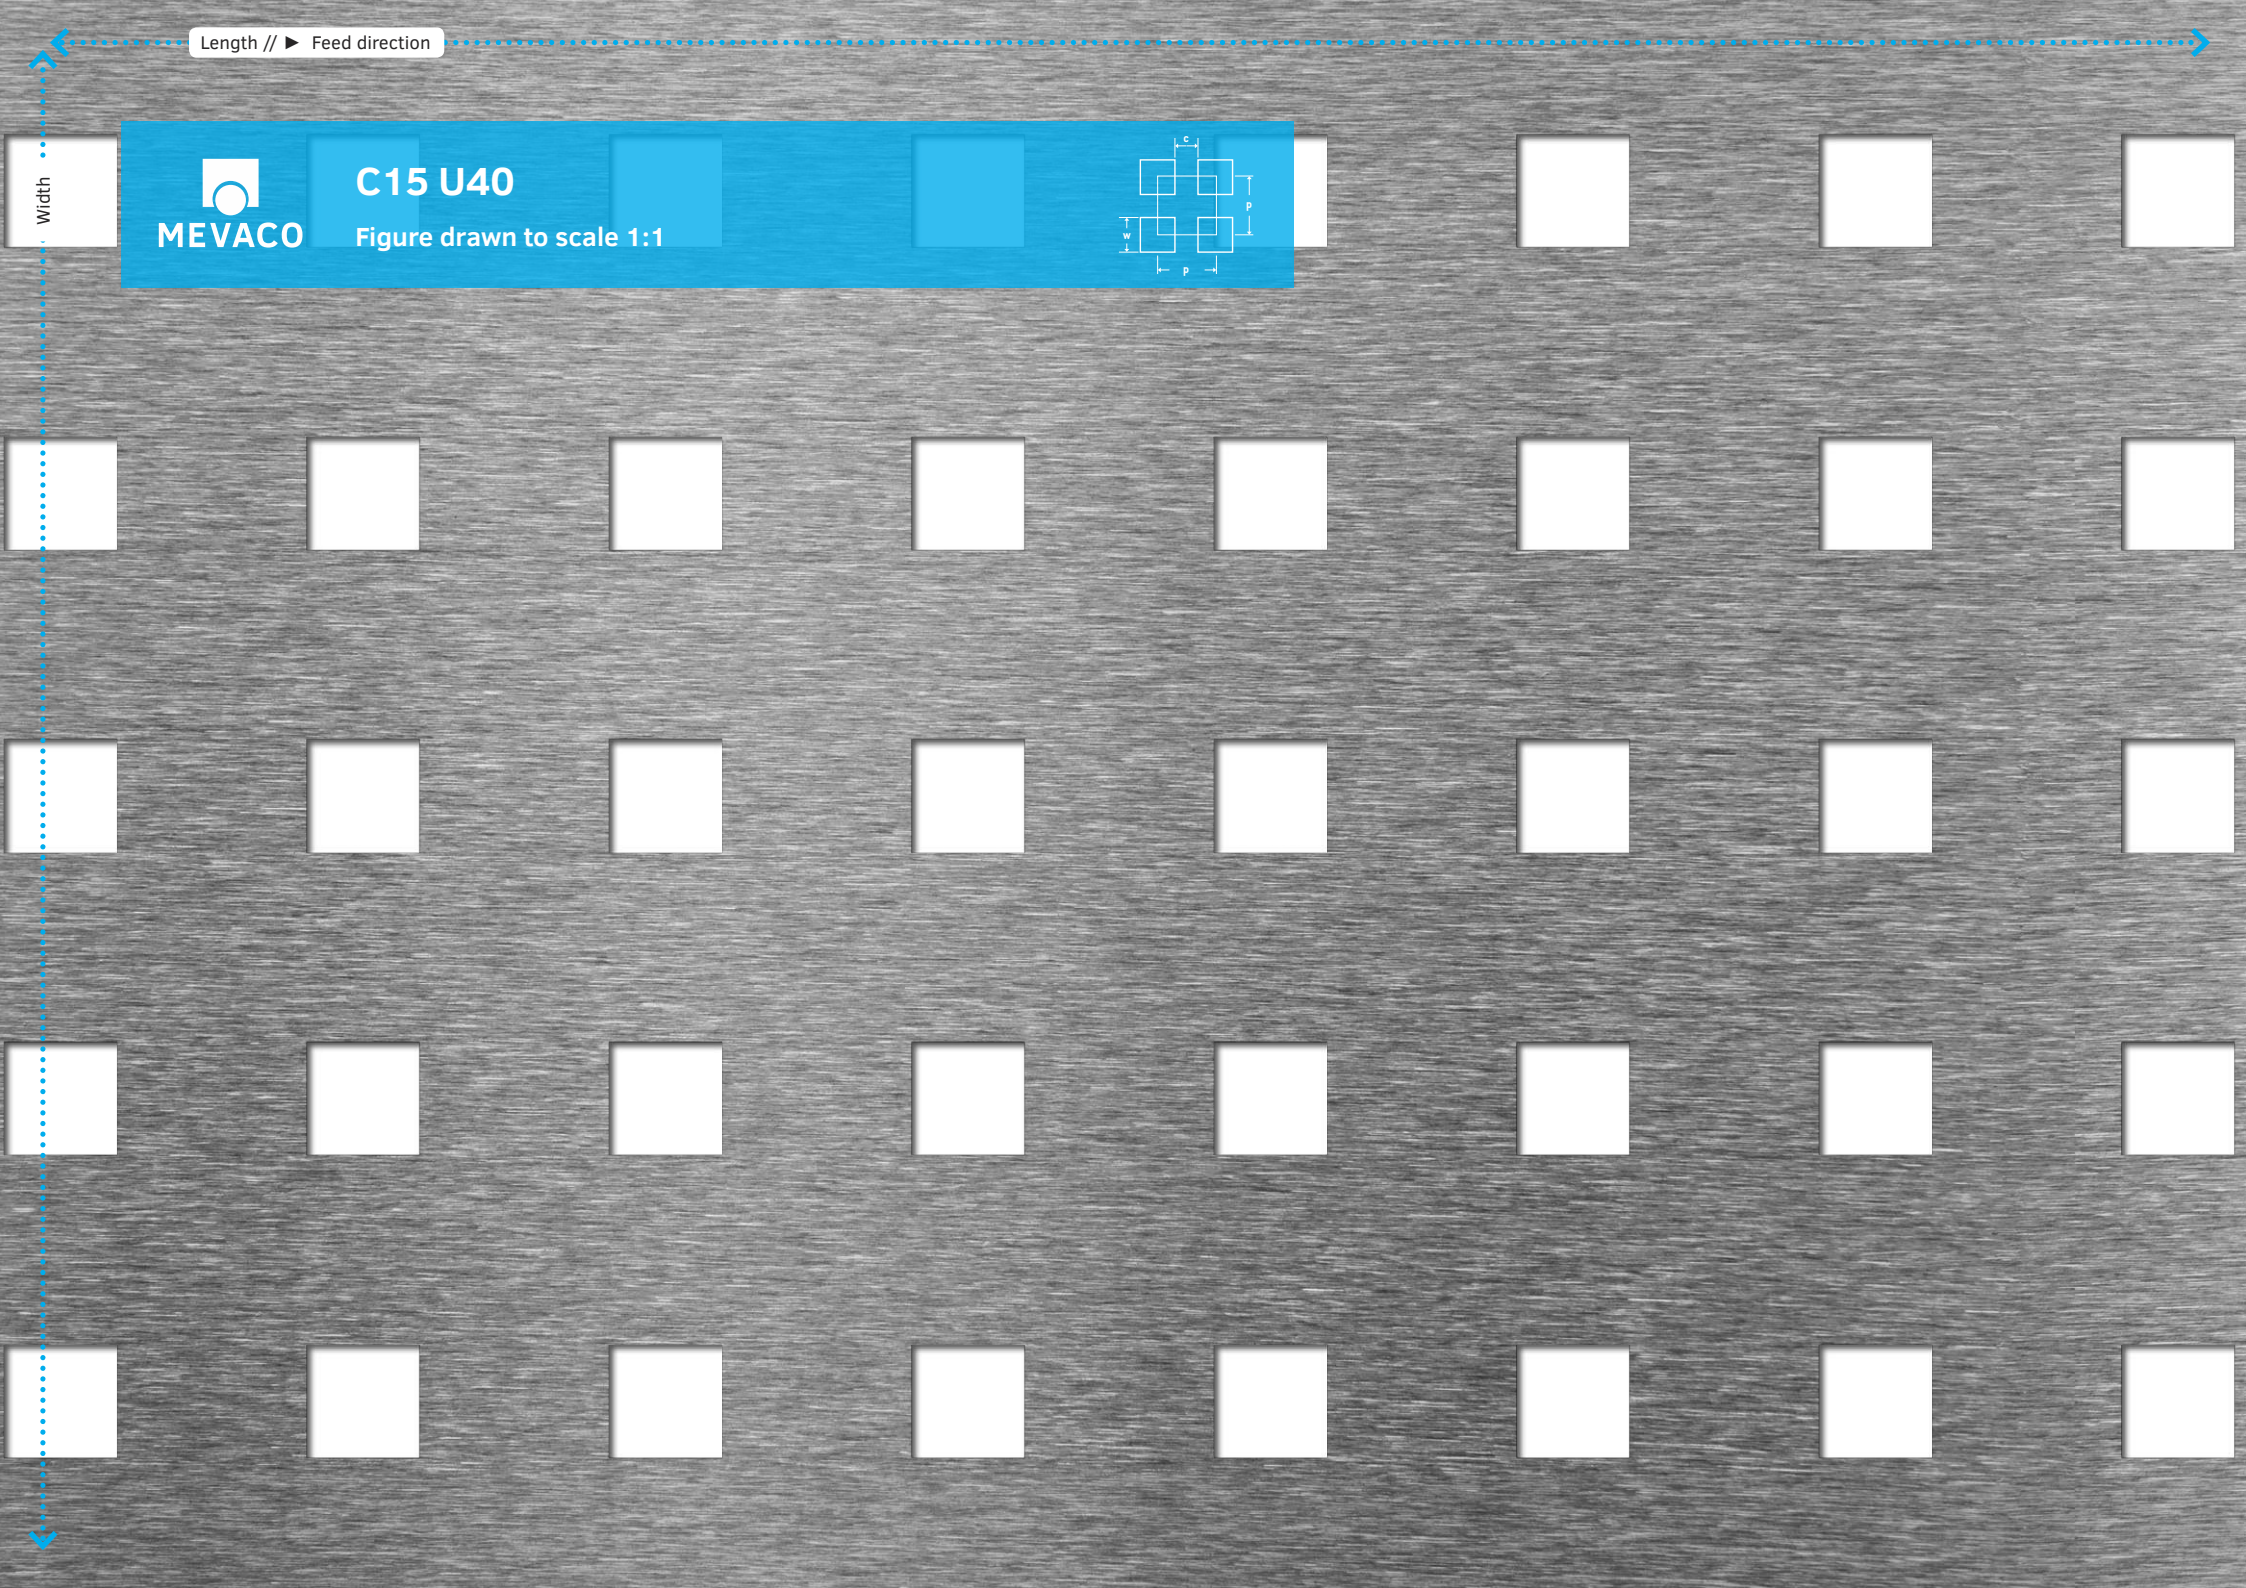 Length // ► Feed direction
Width
MEVACO
C15 U40
Figure drawn to scale 1:1
c
p
w
p